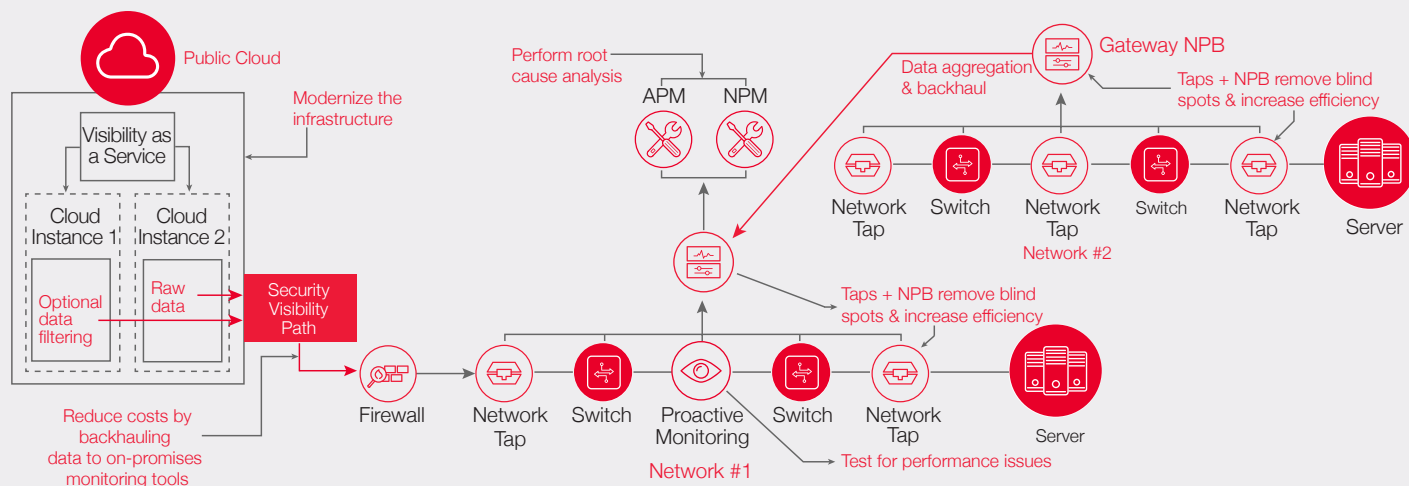 Public Cloud
Visibility as
a Service
Modernize the
infrastructure
Cloud
Instance 1
Cloud
Instance 2
Optional
data
filtering
Raw
data
Security
Visibility
Path
Reduce costs by
backhauling
data to on-promises
monitoring tools
Firewall
Network
Tap
Switch
Proactive
Monitoring
Network #1
Switch
Network
Tap
Server
Test for performance issues
Taps + NPB remove blind
spots & increase efficiency
Perform root
cause analysis
APM
NPM
Data aggregation
& backhaul
Gateway NPB
Taps + NPB remove blind
spots & increase efficiency
Network
Tap
Switch
Network
Tap
Network #2
Switch
Network
Tap
Server